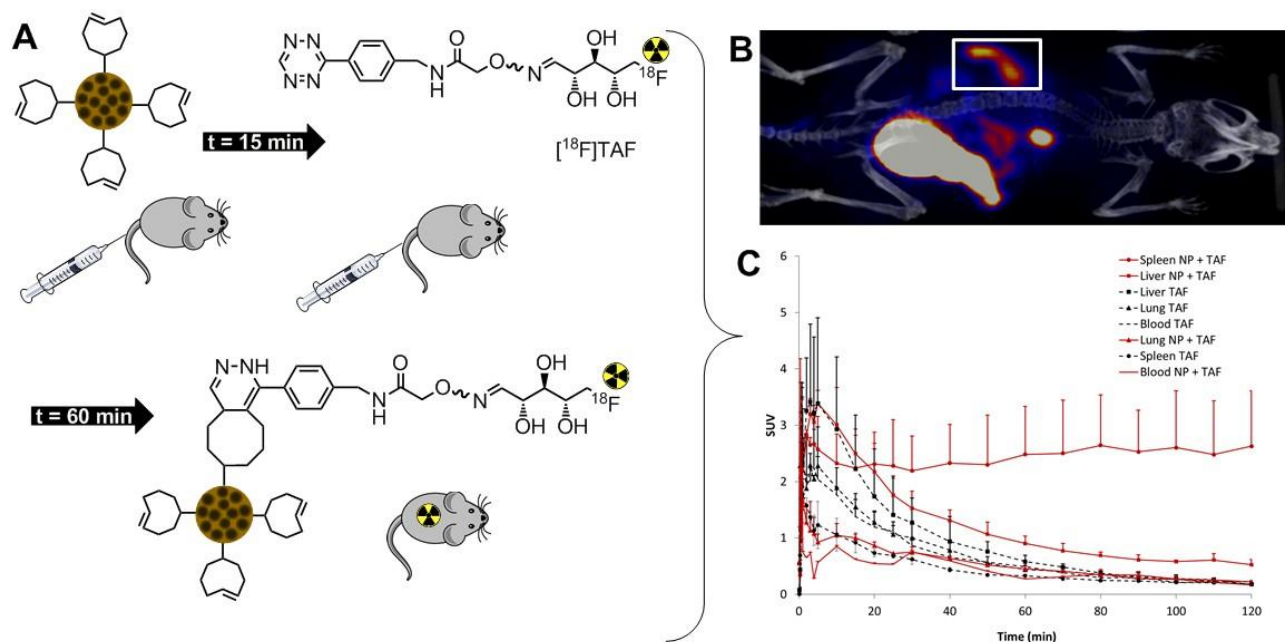 A
t = 15 min
N
N
N
N
O
N
H
O
N
OH
OH
OH
18F
[18F]TAF
t = 60 min
N-NH
O
N
H
O
N
OH
OH
OH
18F
B
C
6
5
4
3
2
1
0
SUV
0
20
40
60
80
100
120
Time (min)
Spleen NP + TAF
Liver NP + TAF
Liver TAF
Lung TAF
Blood TAF
Lung NP + TAF
Spleen TAF
Blood NP + TAF